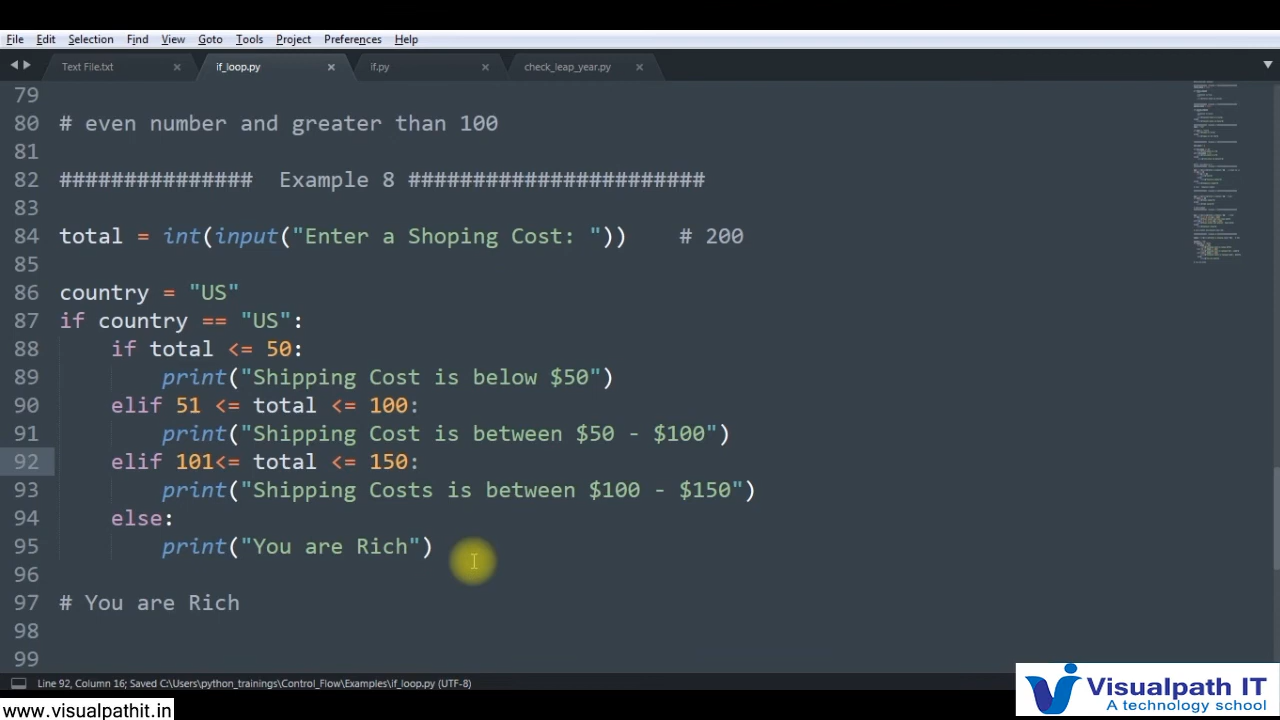 File Edit Selection Find View Goto Tools Project Preferences Help
Text File.txt × if_loop.py × if.py × check_leap_year.py ×
79
80 # even number and greater than 100
81
82 ############### Example 8 #######################
83
84 total = int(input("Enter a Shoping Cost: ")) # 200
85
86 country = "US"
87 if country == "US":
88 if total <= 50:
89 print("Shipping Cost is below $50")
90 elif 51 <= total <= 100:
91 print("Shipping Cost is between $50 - $100")
92 elif 101<= total <= 150:
93 print("Shipping Costs is between $100 - $150")
94 else:
95 print("You are Rich")
96
97 # You are Rich
98
99
Line 92, Column 16; Saved C:\Users\python_trainings\Control_Flow\Examples\if_loop.py (UTF-8)
Visualpath IT
A technology school
www.visualpathit.in